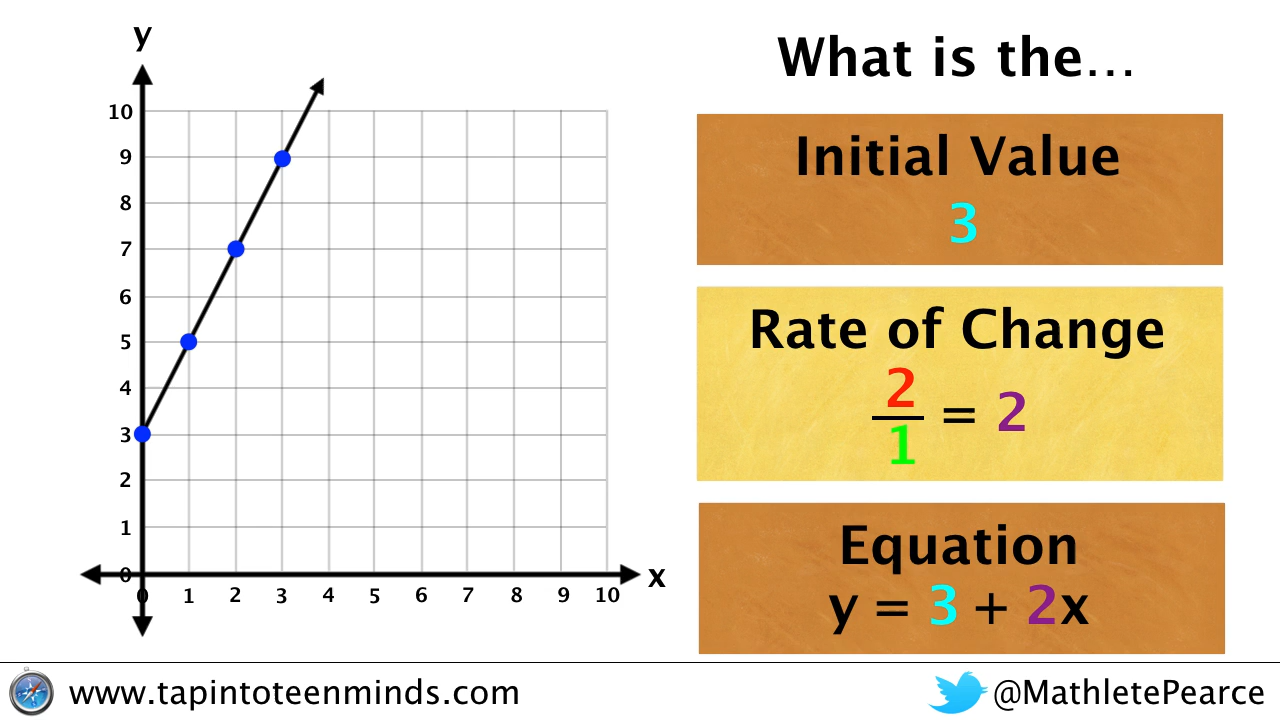 y
10
9
8
7
6
5
4
3
2
1
0
0 1 2 3 4 5 6 7 8 9 10
x
What is the...
Initial Value
3
Rate of Change
2
1
= 2
Equation
y = 3 + 2x
www.tapintoteenminds.com
@MathletePearce